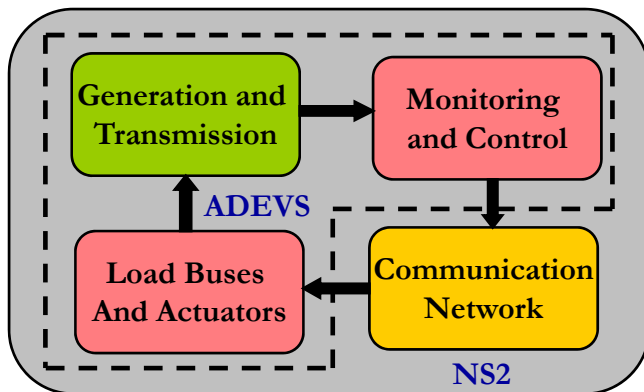 Generation and
Transmission
Monitoring
and Control
ADEVS
Load Buses
And Actuators
Communication
Network
NS2